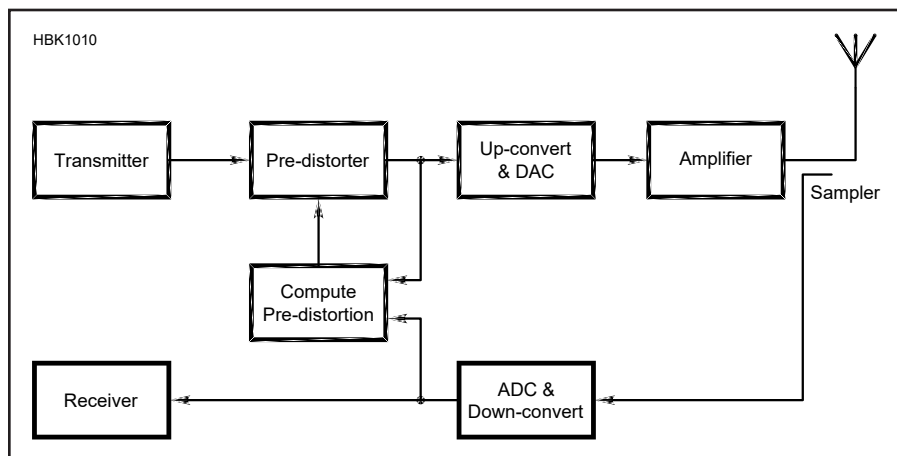 HBK1010
Transmitter
Pre-distorter
Up-convert
& DAC
Amplifier
Sampler
Compute
Pre-distortion
Receiver
ADC &
Down-convert